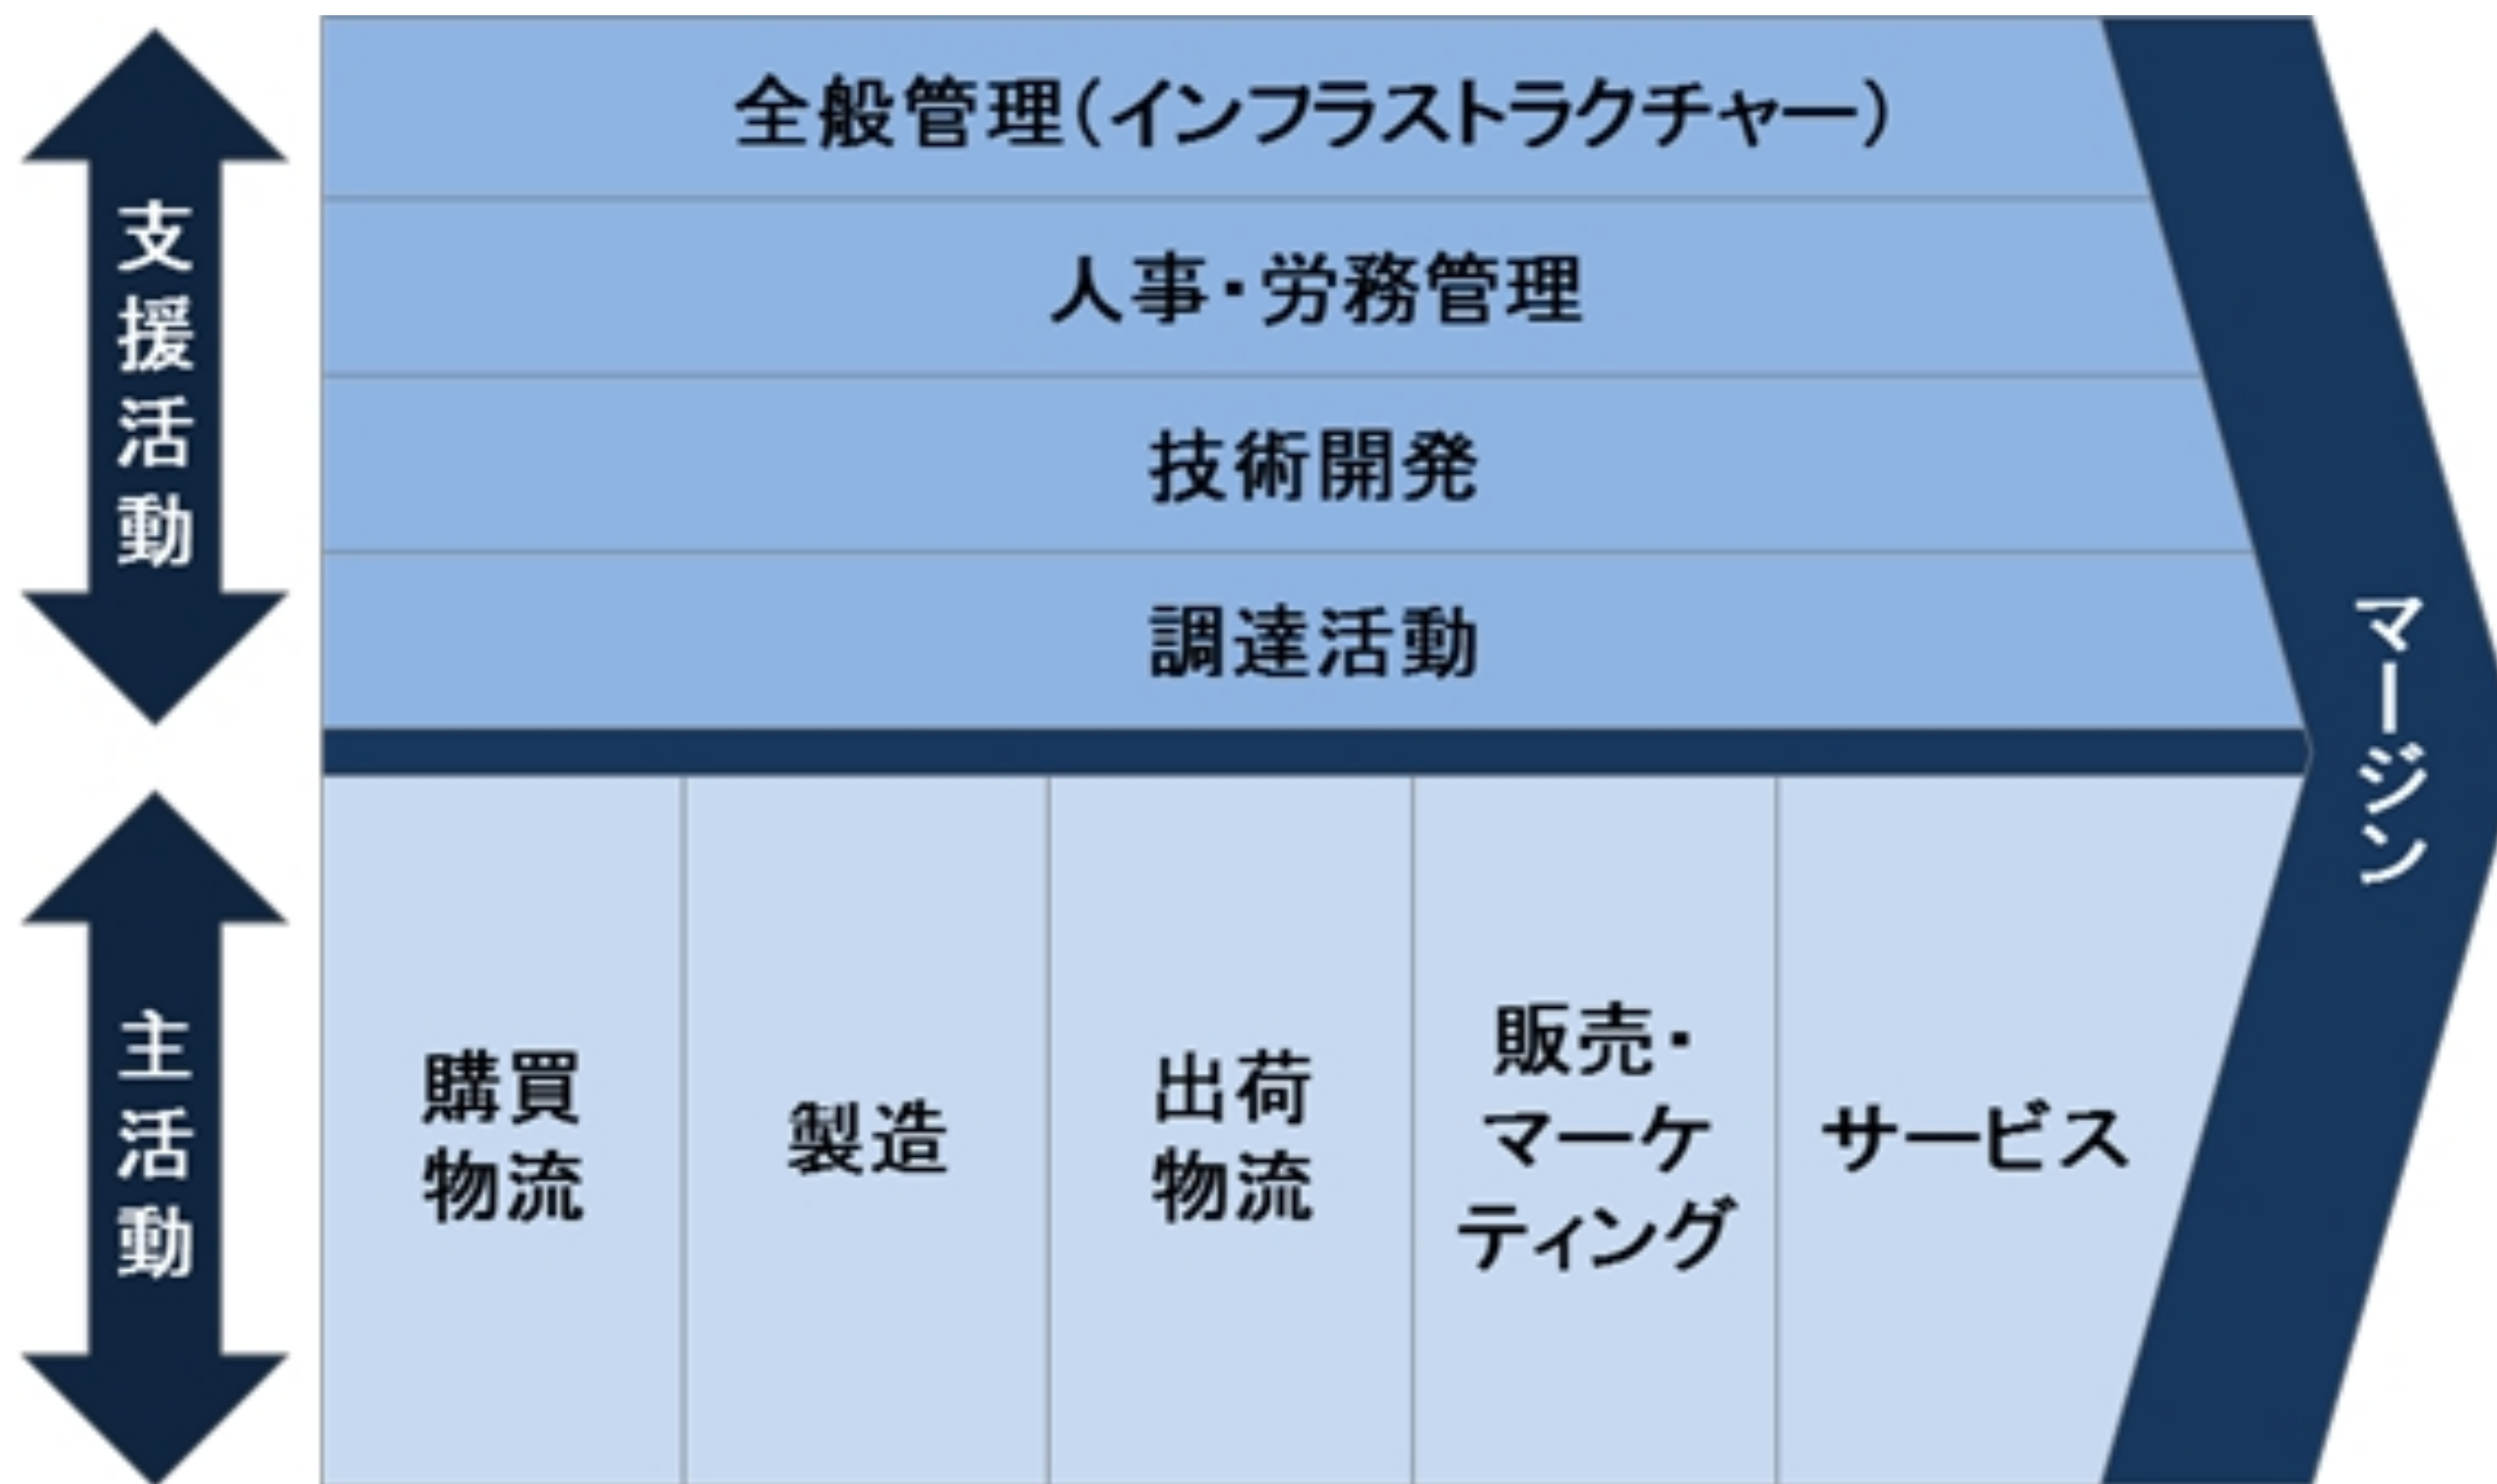 支援活動
全般管理(インフラストラクチャー)
人事・労務管理
技術開発
調達活動
マージン
主活動
購買
物流
製造
出荷
物流
販売・
マーケ
ティング
サービス